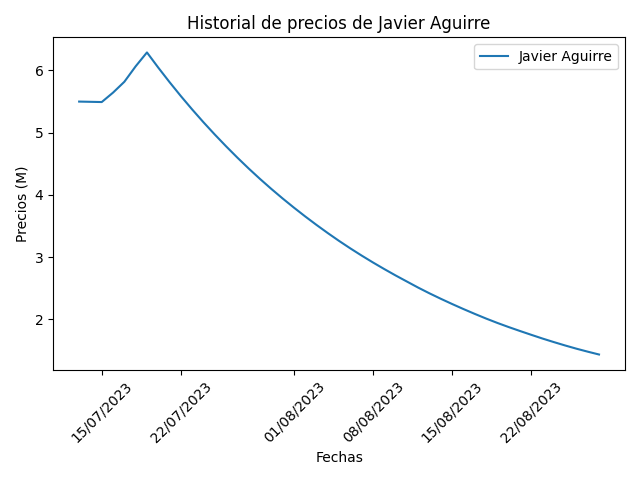 Historial de precios de Javier Aguirre
Javier Aguirre
Precios (M)
6
5
4
3
2
15/07/2023
22/07/2023
01/08/2023
08/08/2023
15/08/2023
22/08/2023
Fechas